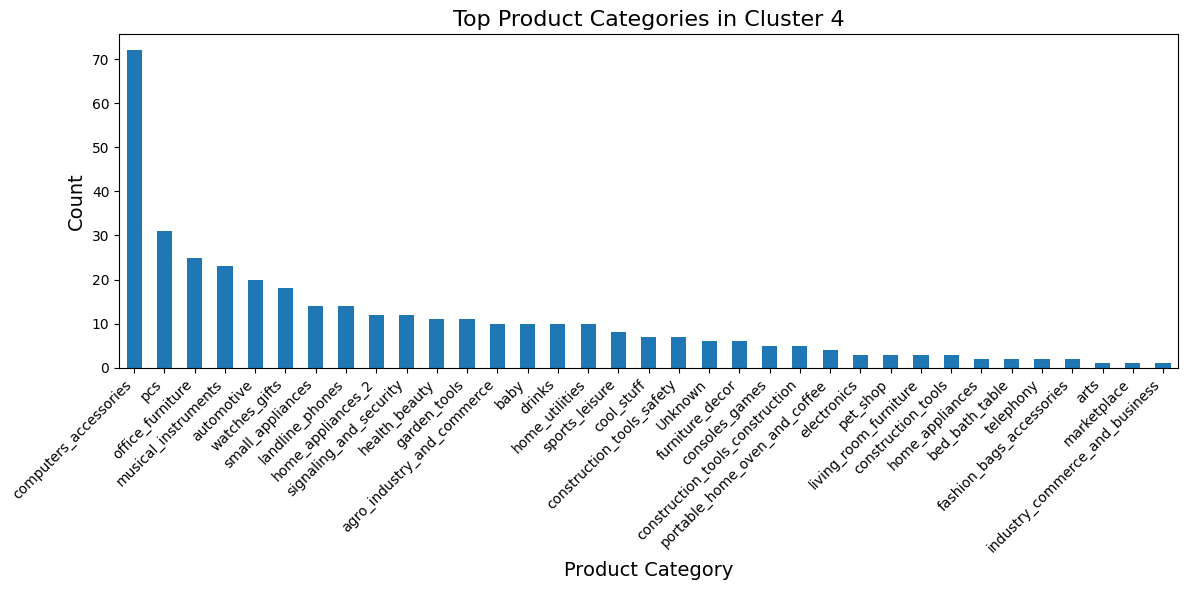 Top Product Categories in Cluster 4
Count
70
60
50
40
30
20
10
0
computers_accessories
pcs
office_furniture
musical_instruments
automotive
watches_gifts
small_appliances
landline_phones
home_appliances_2
signaling_and_security
health_beauty
garden_tools
agro_industry_and_commerce
baby
drinks
home_utilities
sports_leisure
cool_stuff
construction_tools_safety
Unknown
furniture_decor
consoles_games
construction_tools_construction
portable_home_oven_and_coffee
electronics
pet_shop
living_room_furniture
construction_tools
home_appliances
bed_bath_table
telephony
fashion_bags_accessories
arts
marketplace
industry_commerce_and_business
Product Category